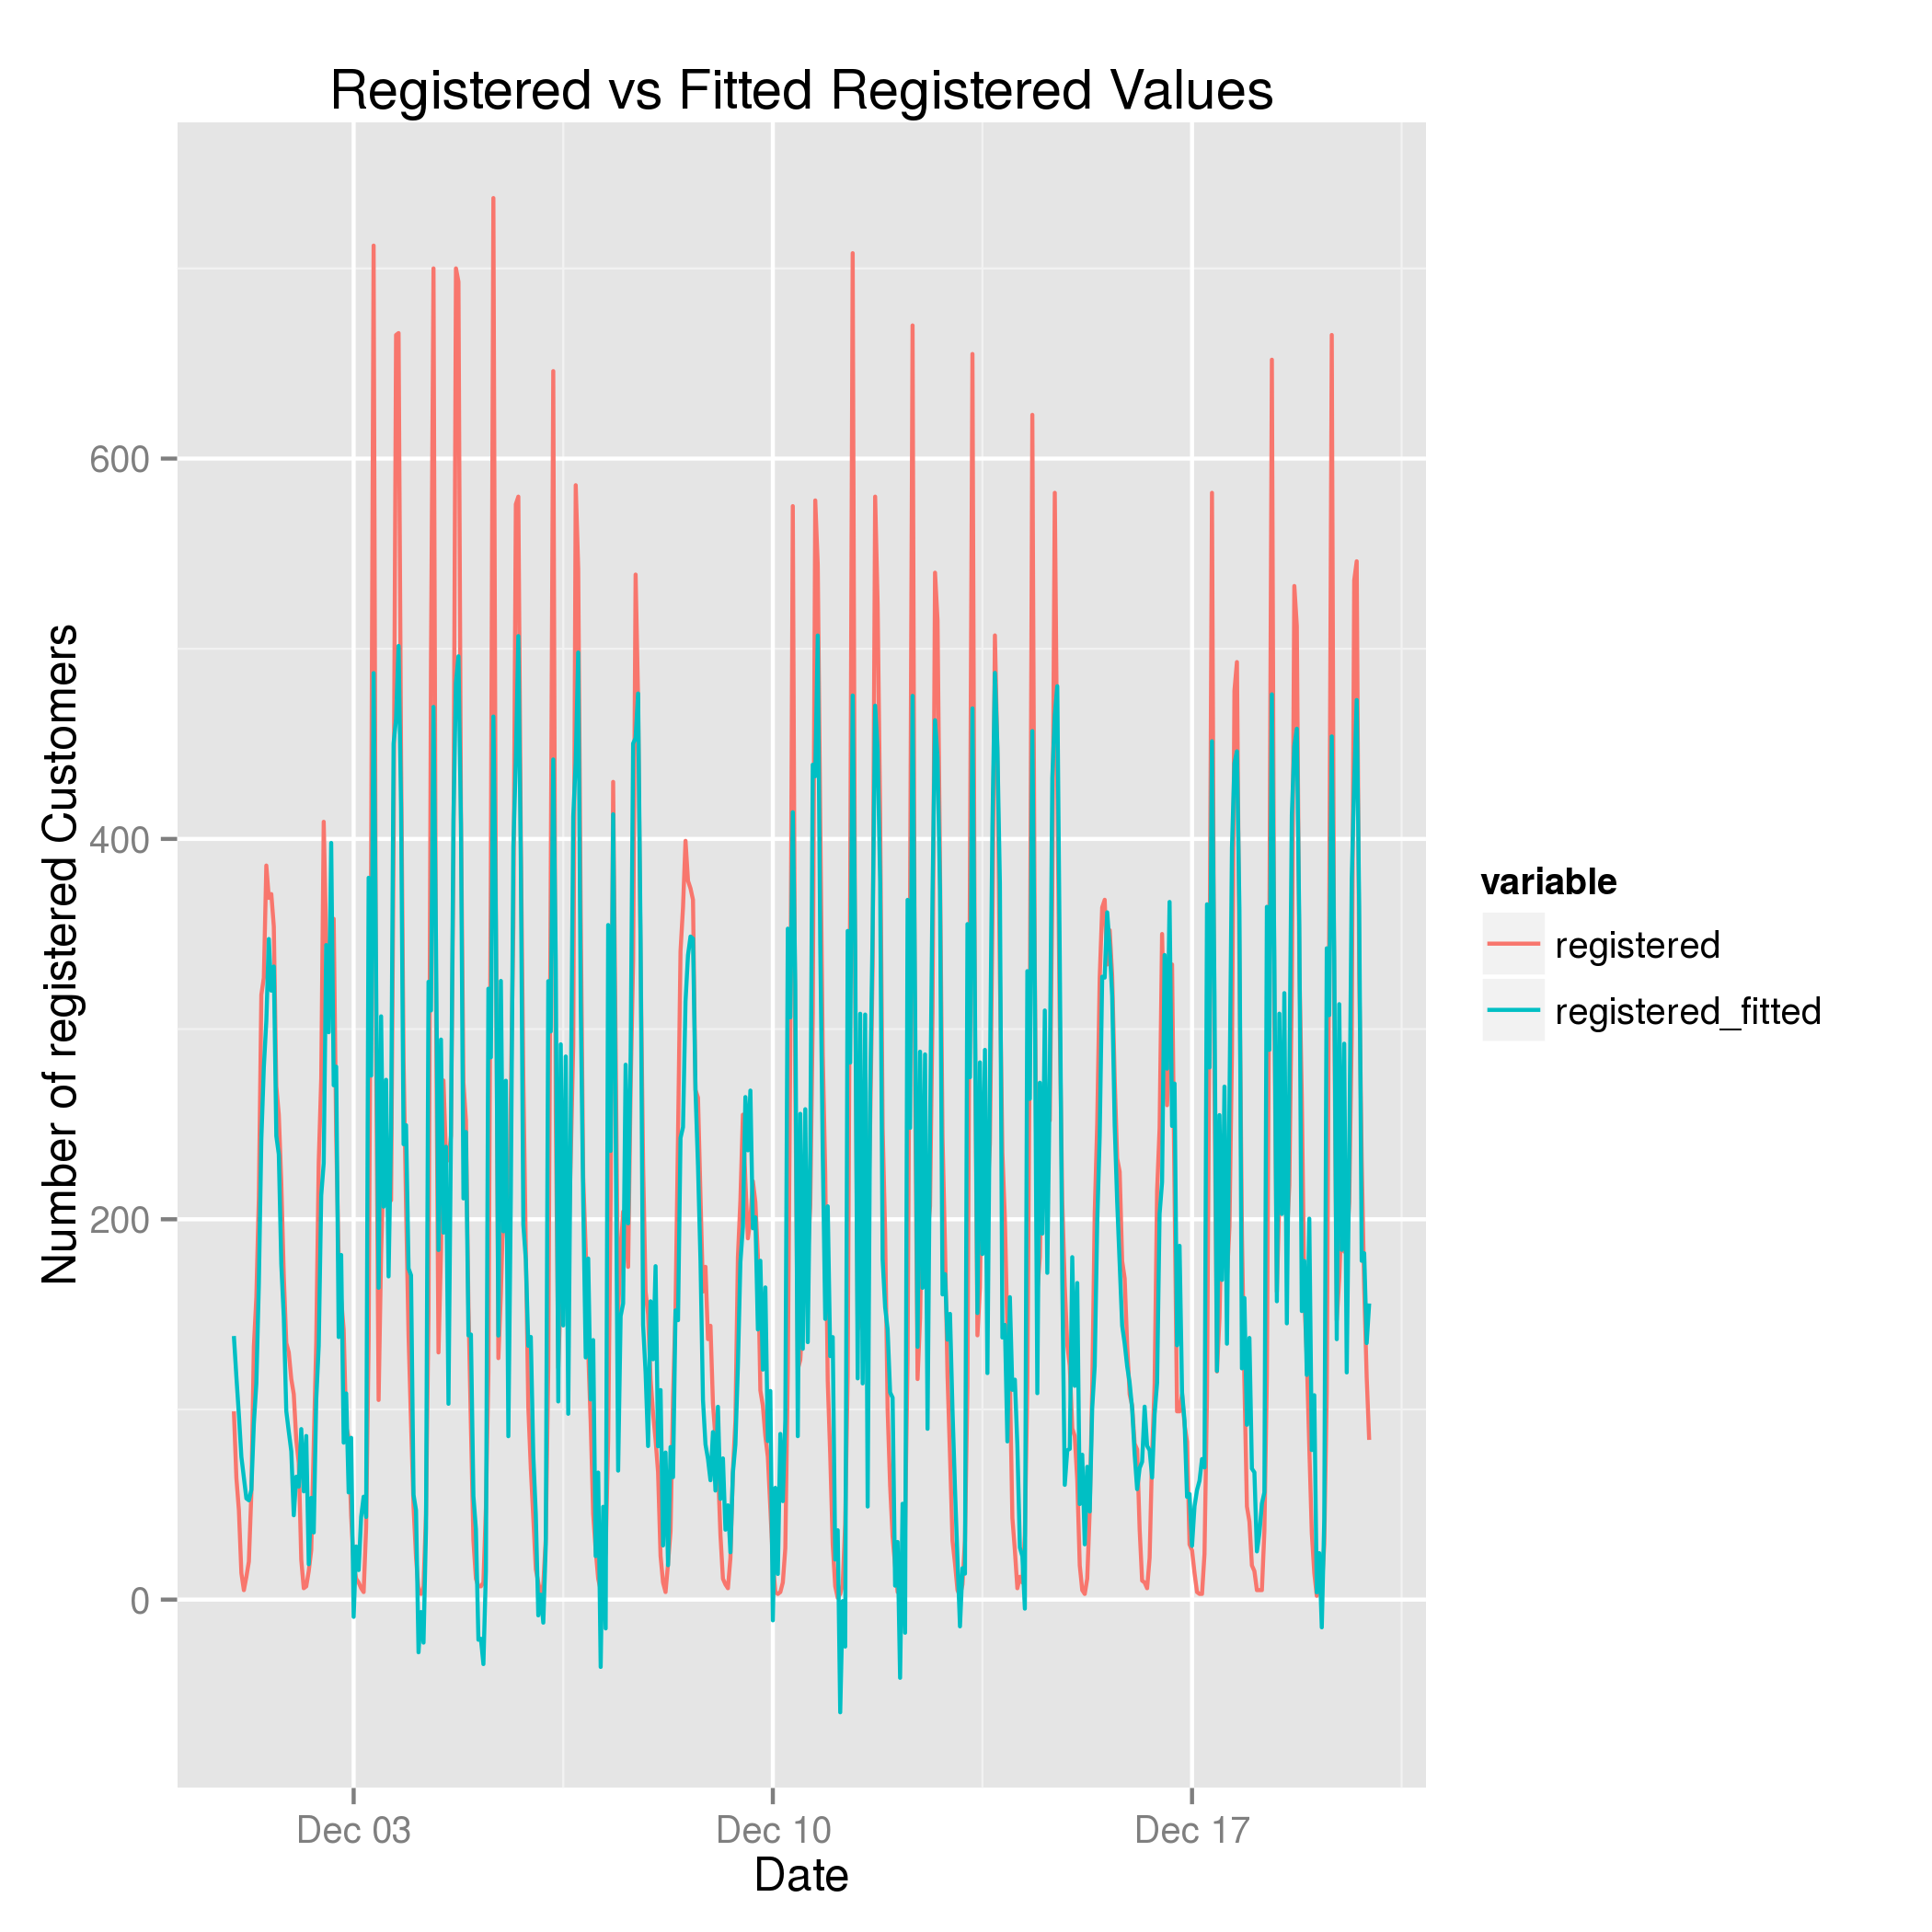 Registered vs Fitted Registered Values
Number of registered Customers
600
400
200
0
Dec 03
Dec 10
Dec 17
Date
variable
registered
registered_fitted